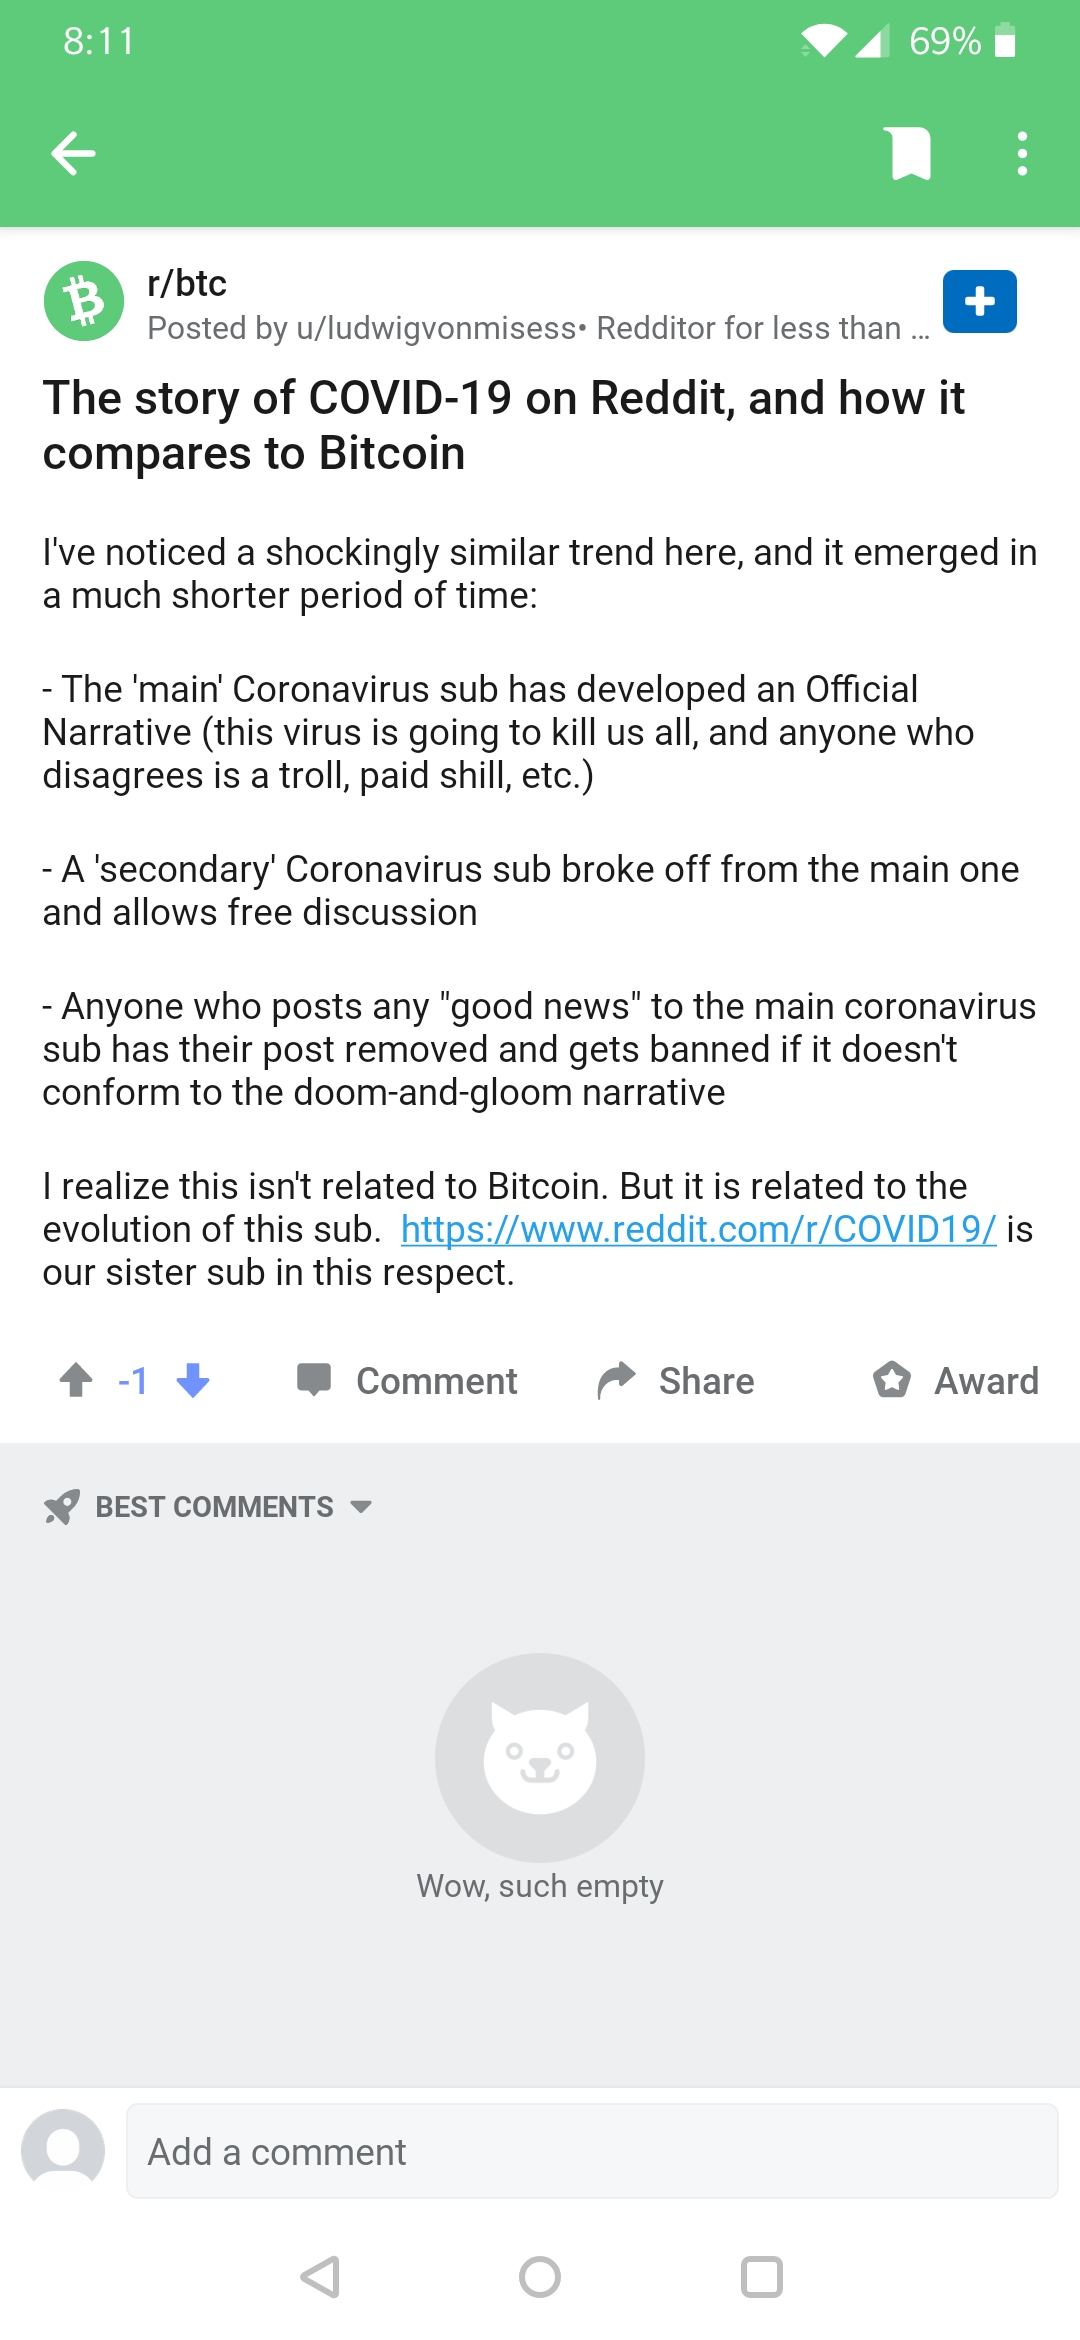 8:11
69%
r/btc
Posted by u/ludwigvonmisess• Redditor for less than ...
The story of COVID-19 on Reddit, and how it
compares to Bitcoin
I've noticed a shockingly similar trend here, and it emerged in
a much shorter period of time:
- The 'main' Coronavirus sub has developed an Official
Narrative (this virus is going to kill us all, and anyone who
disagrees is a troll, paid shill, etc.)
- A 'secondary' Coronavirus sub broke off from the main one
and allows free discussion
- Anyone who posts any "good news" to the main coronavirus
sub has their post removed and gets banned if it doesn't
conform to the doom-and-gloom narrative
I realize this isn't related to Bitcoin. But it is related to the
evolution of this sub.  https://www.reddit.com/r/COVID19/ is
our sister sub in this respect.
-1 Comment Share Award
BEST COMMENTS
Wow, such empty
Add a comment